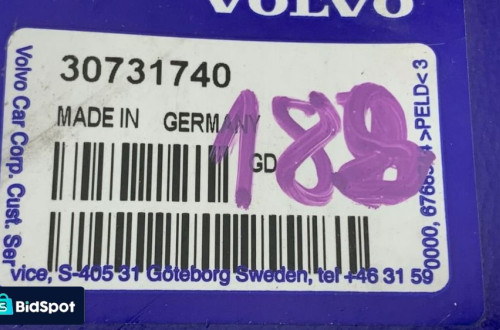 VOLVO
30731740
MADE IN GERMANY
188
GD
Volvo Car Corp. Cust. Ser
vice, S-405 31 Göteborg Sweden, tel +46 31 59
0000,
>PELD<3
BidSpot